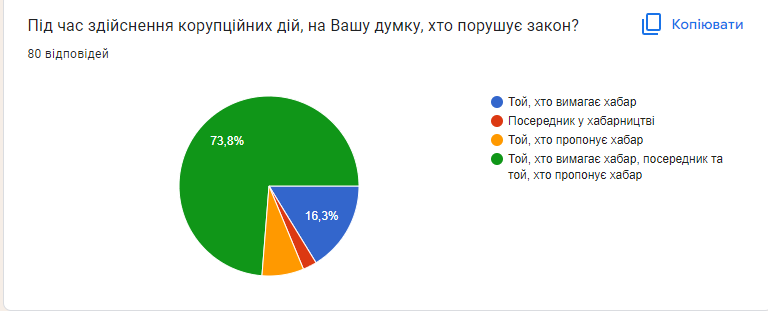 Під час здійснення корупційних дій, на Вашу думку, хто порушує закон?
Копіювати
80 відповідей
73,8%
16,3%
Той, хто вимагає хабар
Посередник у хабарництві
Той, хто пропонує хабар
Той, хто вимагає хабар, посередник та
той, хто пропонує хабар